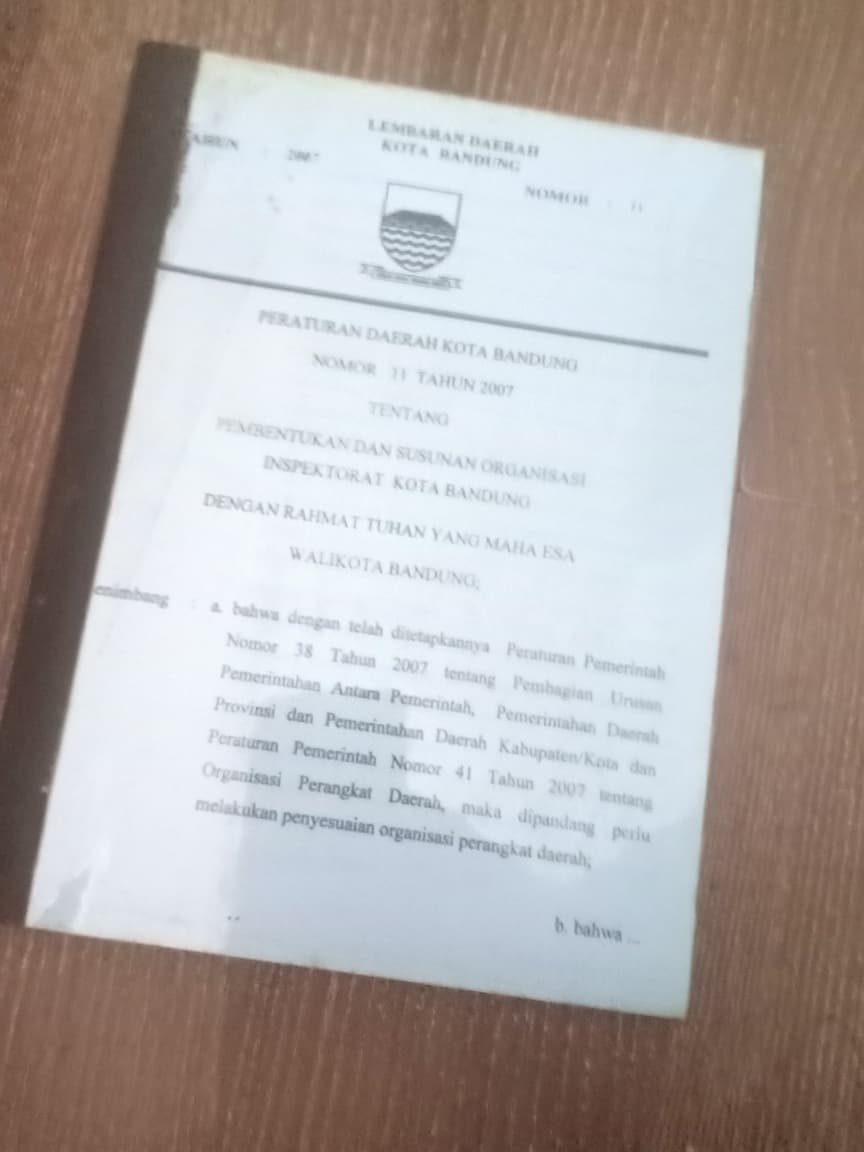 LEMBARAN DAERAH
KOTA BANDUNG
TAHUN : 2007
NOMOR : 11
PERATURAN DAERAH KOTA BANDUNG
NOMOR 11 TAHUN 2007
TENTANG
PEMBENTUKAN DAN SUSUNAN ORGANISASI
INSPEKTORAT KOTA BANDUNG
DENGAN RAHMAT TUHAN YANG MAHA ESA
WALIKOTA BANDUNG;
enimbang : a. bahwa dengan telah ditetapkannya Peraturan Pemerintah
Nomor 38 Tahun 2007 tentang Pembagian Urusan
Pemerintahan Antara Pemerintah, Pemerintahan Daerah
Provinsi dan Pemerintahan Daerah Kabupaten/Kota dan
Peraturan Pemerintah Nomor 41 Tahun 2007 tentang
Organisasi Perangkat Daerah, maka dipandang perlu
melakukan penyesuaian organisasi perangkat daerah;
b. bahwa ...